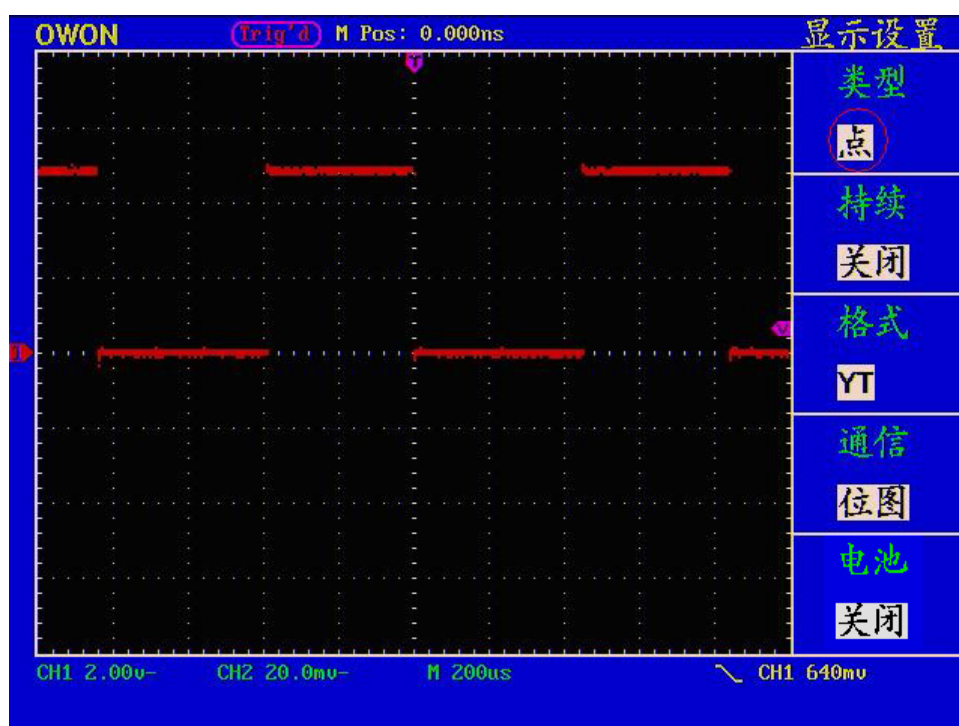 OWON Trig'd M Pos: 0.000ns 显示设置
T
类型
点
持续
关闭
1
格式
YT
通信
位图
电池
关闭
CH1 2.00v- CH2 20.0mv- M 200us CH1 640mv